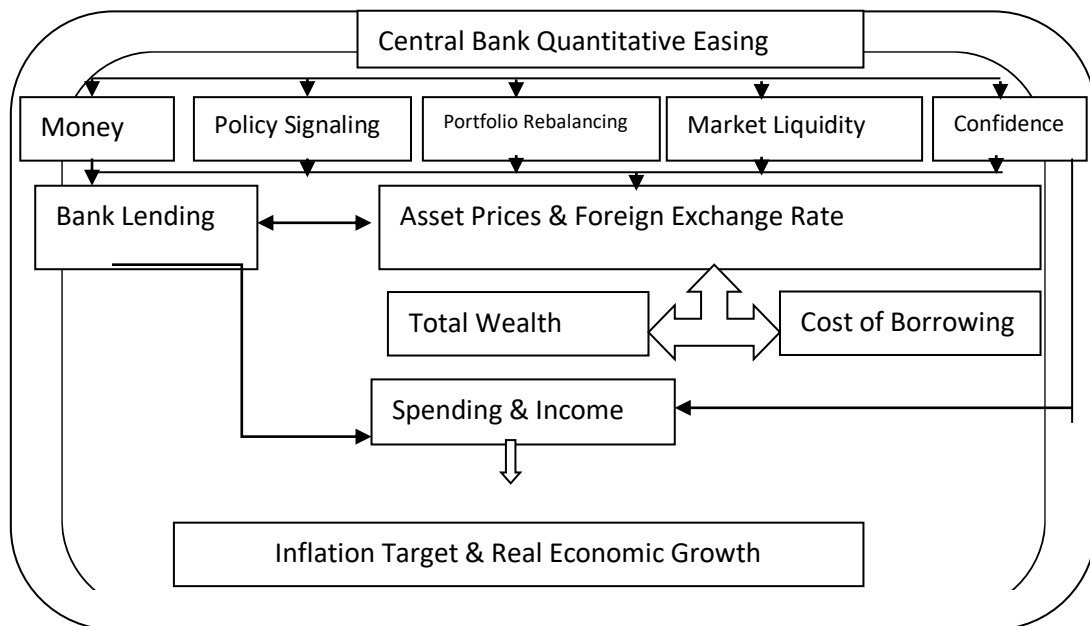 Central Bank Quantitative Easing
Money
Policy Signaling
Portfolio Rebalancing
Market Liquidity
Confidence
Bank Lending
Asset Prices & Foreign Exchange Rate
Total Wealth
Cost of Borrowing
Spending & Income
Inflation Target & Real Economic Growth